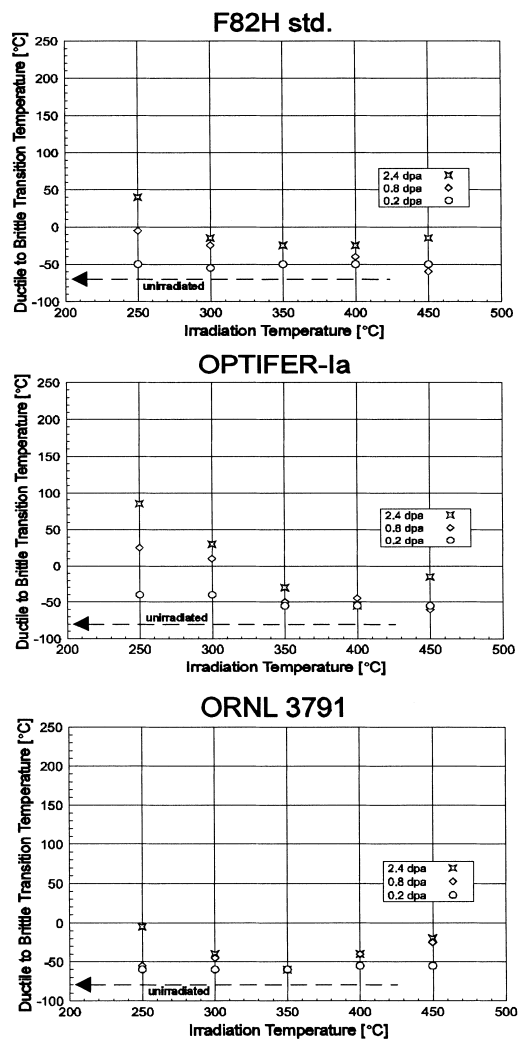 F82H std.
Ductile to Brittle Transition Temperature [°C]
250
200
150
100
50
0
-50
-100
2.4 dpa
0.8 dpa
0.2 dpa
unirradiated
200 250 300 350 400 450 500
Irradiation Temperature [°C]
OPTIFER-Ia
Ductile to Brittle Transition Temperature [°C]
250
200
150
100
50
0
-50
-100
2.4 dpa
0.8 dpa
0.2 dpa
unirradiated
200 250 300 350 400 450 500
Irradiation Temperature [°C]
ORNL 3791
Ductile to Brittle Transition Temperature [°C]
250
200
150
100
50
0
-50
-100
2.4 dpa
0.8 dpa
0.2 dpa
unirradiated
200 250 300 350 400 450 500
Irradiation Temperature [°C]